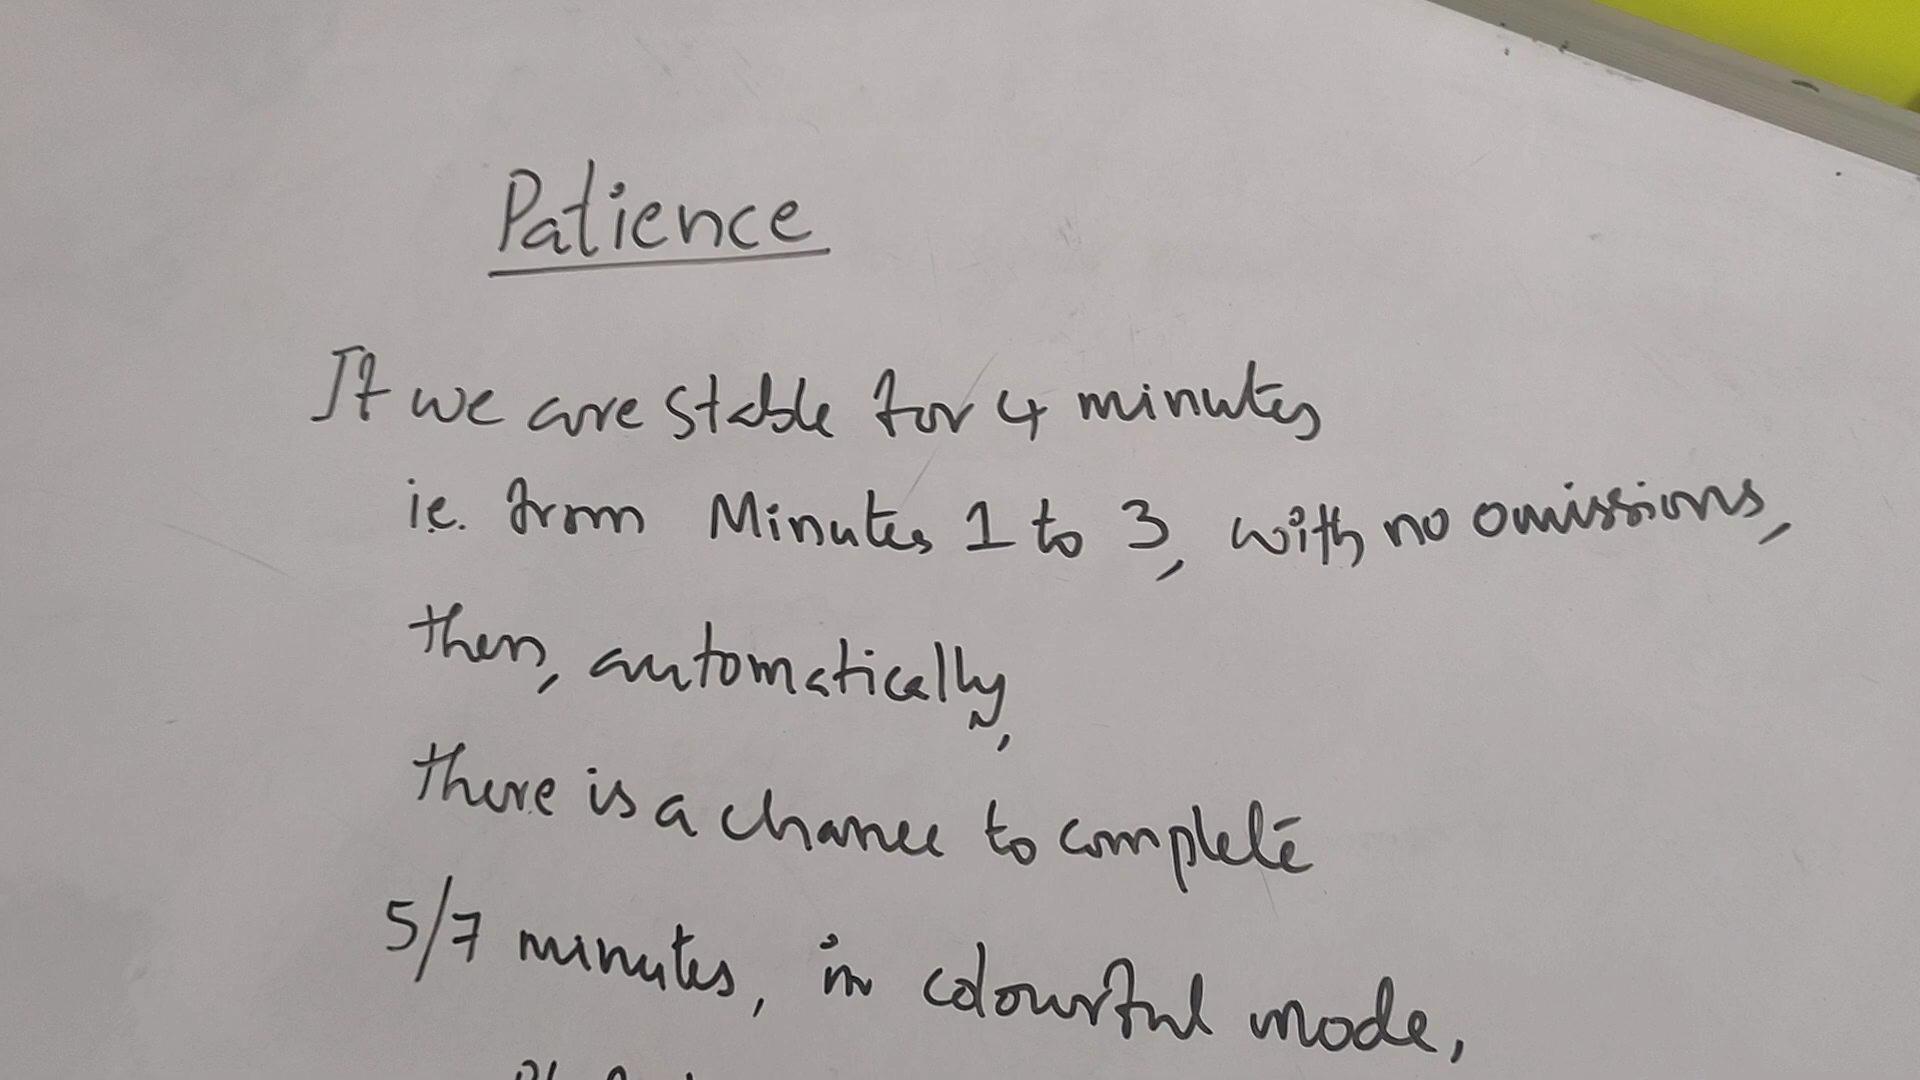 Patience
If we are stable for 4 minutes
ie. from Minutes 1 to 3, with no omissions,
then, automatically,
there is a chance to complete
5/7 minutes, in colourful mode,